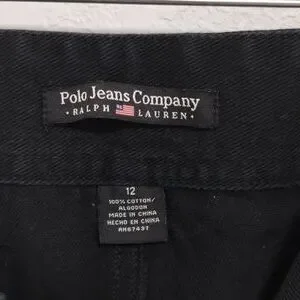 Polo Jeans Company
• RALPH LAUREN •
12
100% COTTON/
ALGODON
MADE IN CHINA
HECHO EN CHINA
RN67437